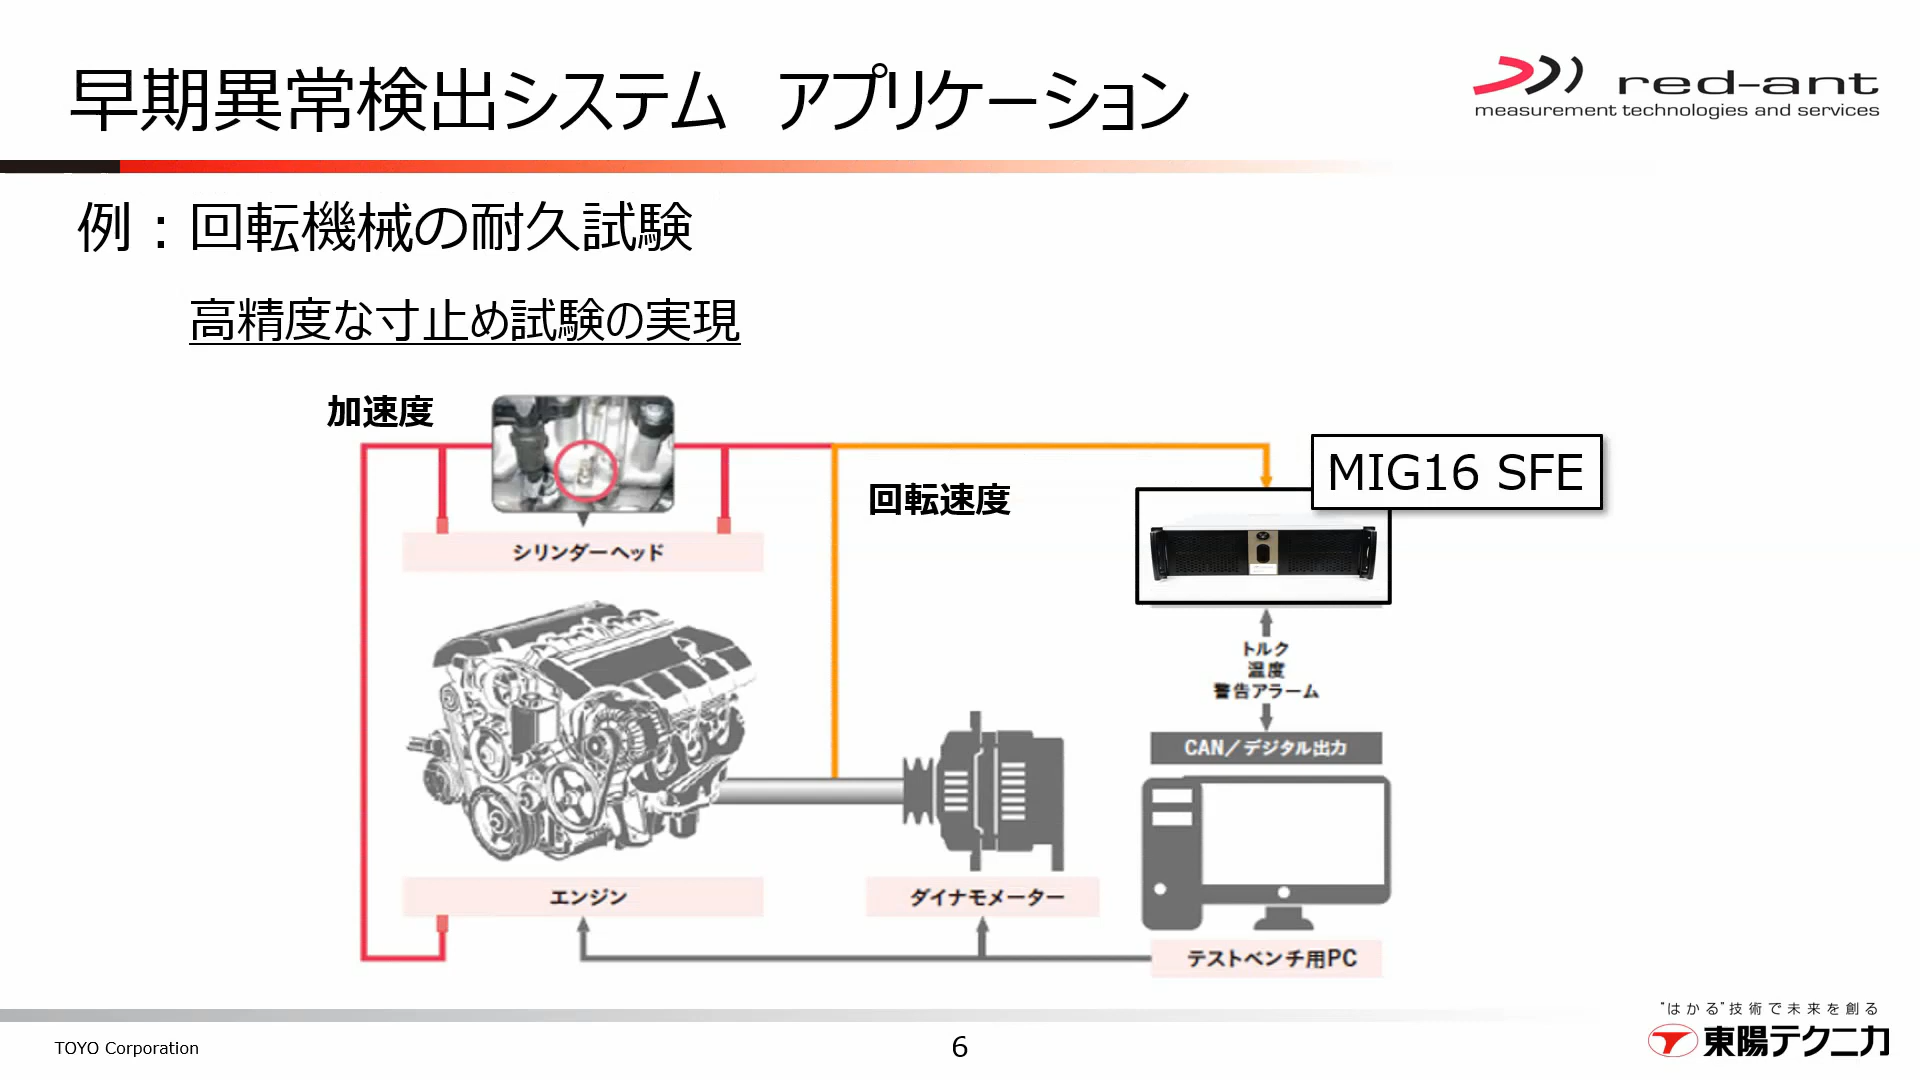 早期異常検出システム アプリケーション
red-ant
measurement technologies and services
例：回転機械の耐久試験
高精度な寸止め試験の実現
加速度
MIG16 SFE
回転速度
シリンダーヘッド
トルク
温度
警告アラーム
CAN／デジタル出力
エンジン
ダイナモメーター
テストベンチ用PC
"はかる"技術で未来を創る
東陽テクニカ
TOYO Corporation
6